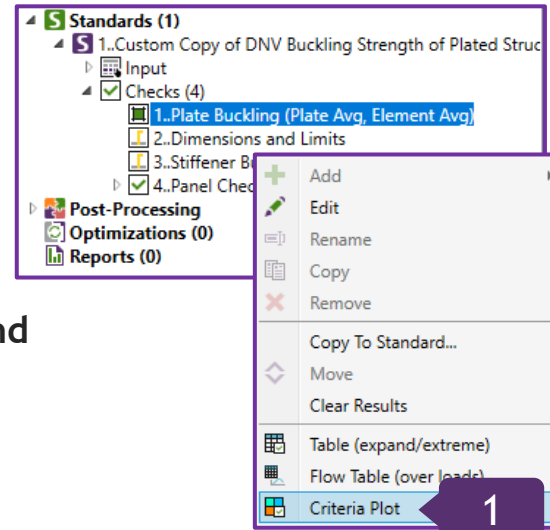 Standards (1)
1..Custom Copy of DNV Buckling Strength of Plated Struc
Input
Checks (4)
1..Plate Buckling (Plate Avg, Element Avg)
2..Dimensions and Limits
3..Stiffener B
4..Panel Chec
Post-Processing
Optimizations (0)
Reports (0)
nd
Add
Edit
Rename
Copy
Remove
Copy To Standard...
Move
Clear Results
Table (expand/extreme)
Flow Table (over loads)
Criteria Plot
1